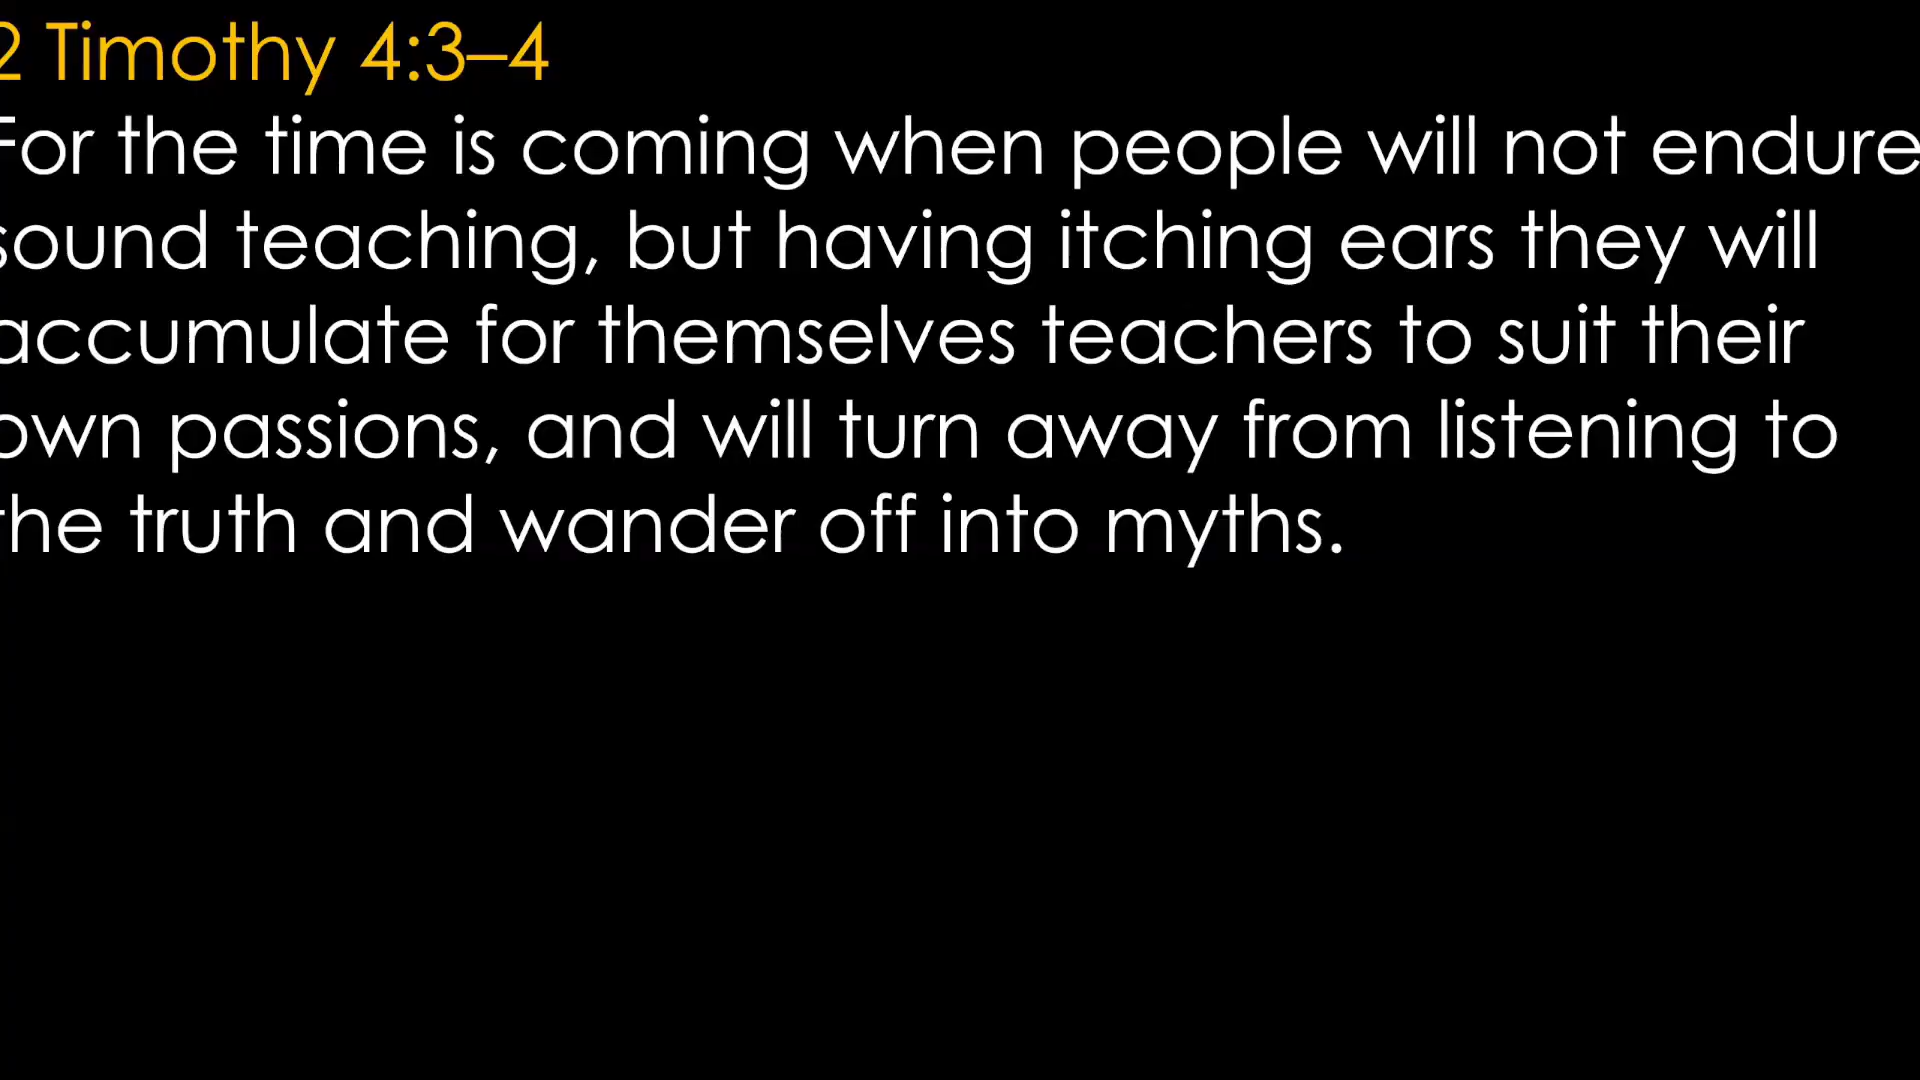 2 Timothy 4:3–4
For the time is coming when people will not endure
sound teaching, but having itching ears they will
accumulate for themselves teachers to suit their
own passions, and will turn away from listening to
the truth and wander off into myths.